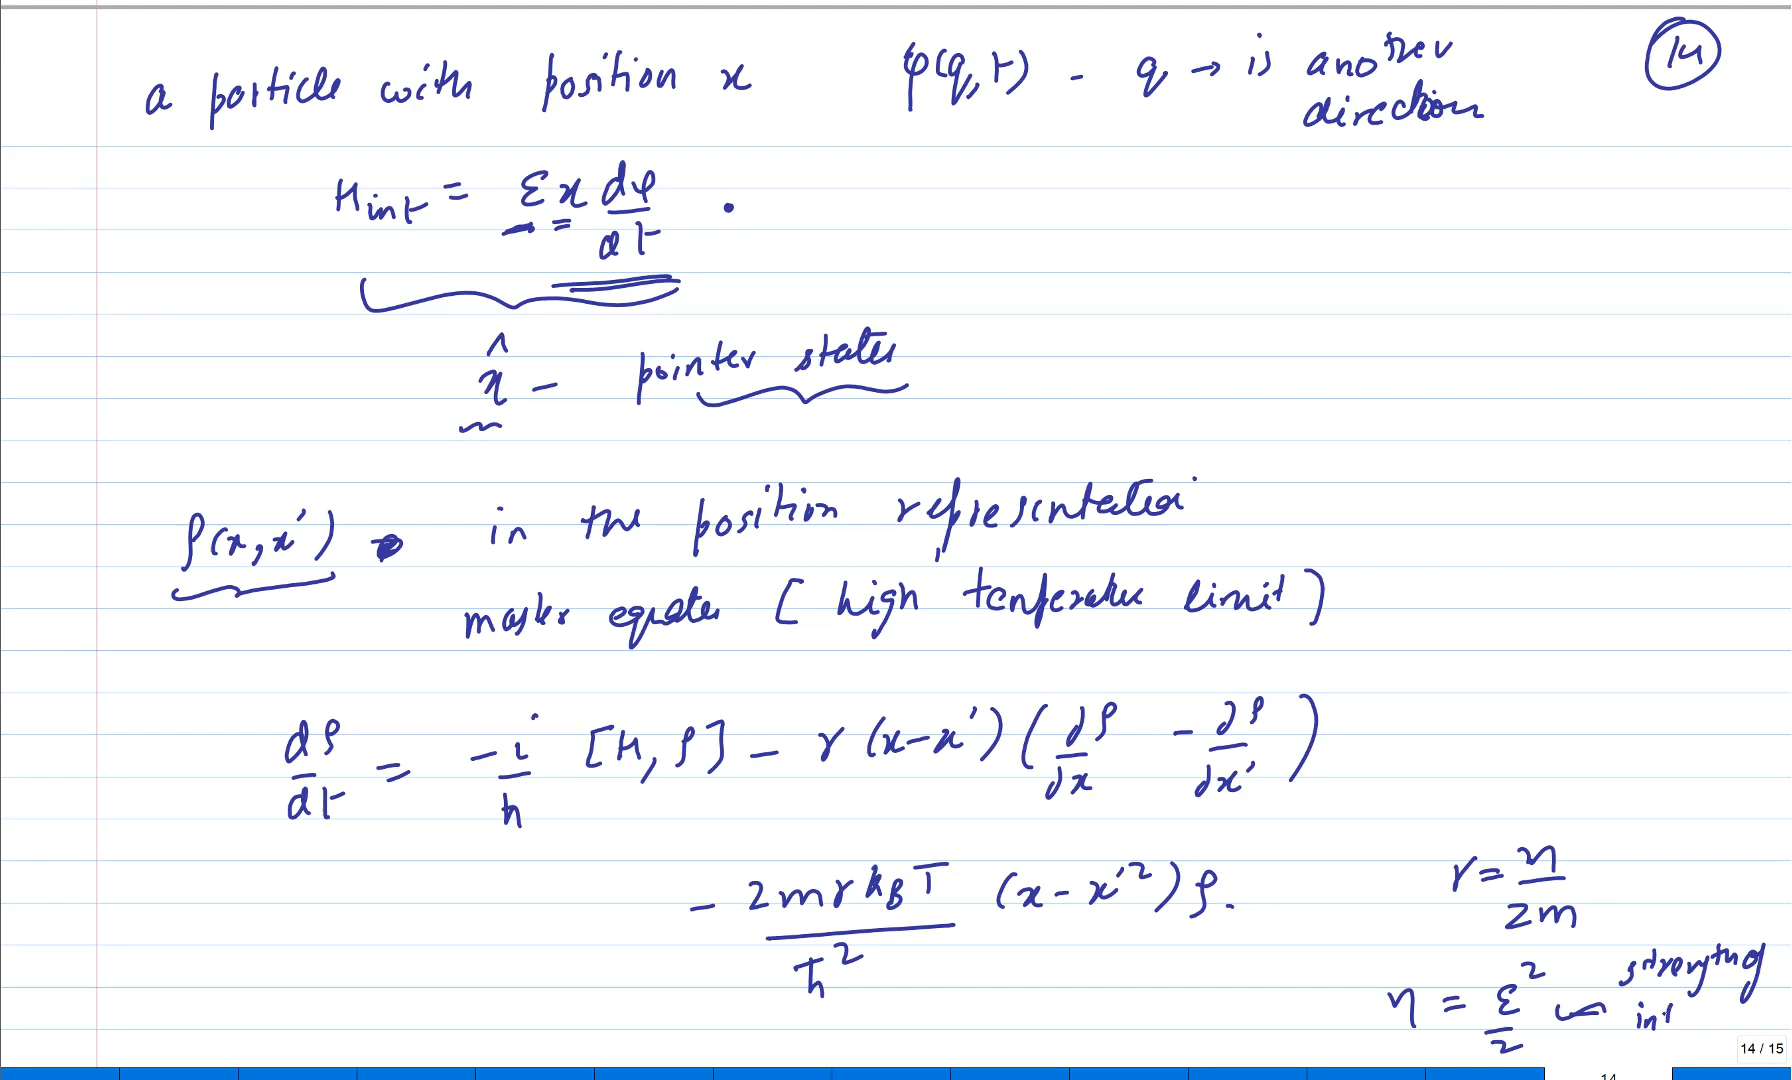 a particle with position x φ(q,t) - q → is another direction 14
H_int = ε x dφ/dt .
x̂ - pointer states
ρ(x,x') in the position representation
master equation (high temperature limit)
dρ/dt = -i/ħ [H, ρ] - γ (x-x') (∂ρ/∂x - ∂ρ/∂x')
- 2mγk_BT/ħ² (x-x'²) ρ. γ = η/2m
η = ε²/2 ← strength of int
14 / 15
14